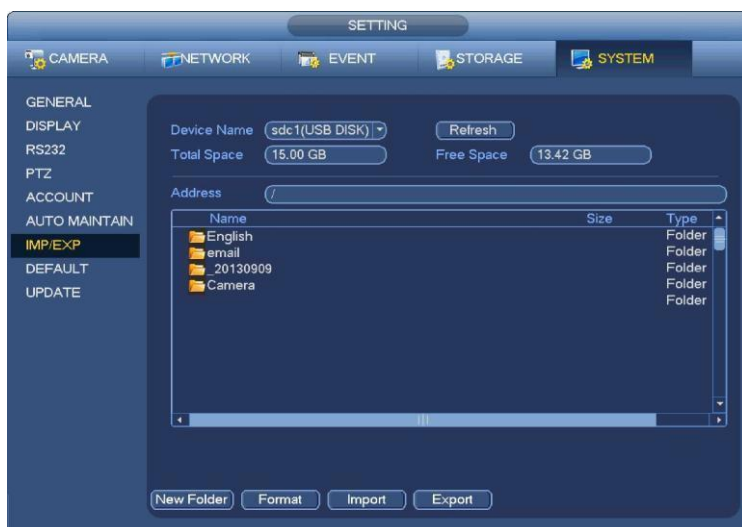 SETTING
CAMERA NETWORK EVENT STORAGE SYSTEM
GENERAL
DISPLAY
RS232
PTZ
ACCOUNT
AUTO MAINTAIN
IMP/EXP
DEFAULT
UPDATE
Device Name sdc1(USB DISK) Refresh
Total Space 15.00 GB Free Space 13.42 GB
Address /
Name Size Type
English Folder
email Folder
_20130909 Folder
Camera Folder
Folder
New Folder Format Import Export